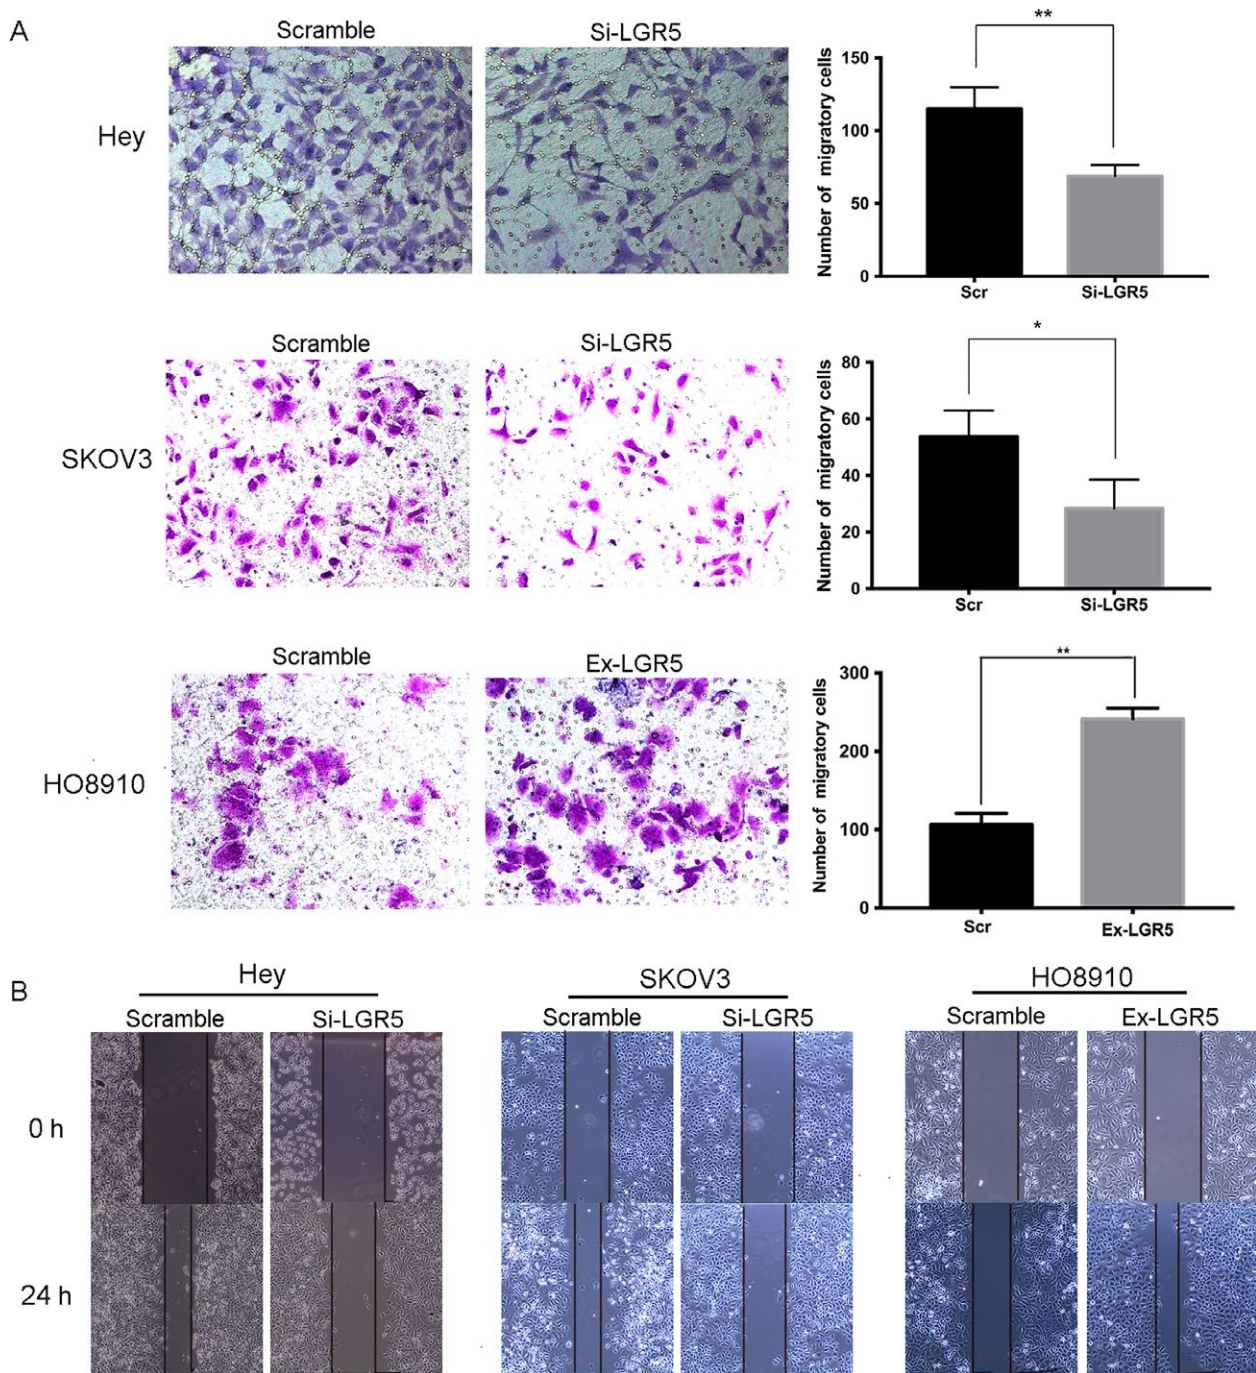 A
Scramble
Si-LGR5
Hey
**
Number of migratory cells
150
100
50
0
Scr
Si-LGR5
Scramble
Si-LGR5
SKOV3
*
Number of migratory cells
80
60
40
20
0
Scr
Si-LGR5
Scramble
Ex-LGR5
HO8910
**
Number of migratory cells
300
200
100
0
Scr
Ex-LGR5
B
Hey
SKOV3
HO8910
Scramble
Si-LGR5
Scramble
Si-LGR5
Scramble
Ex-LGR5
0 h
24 h